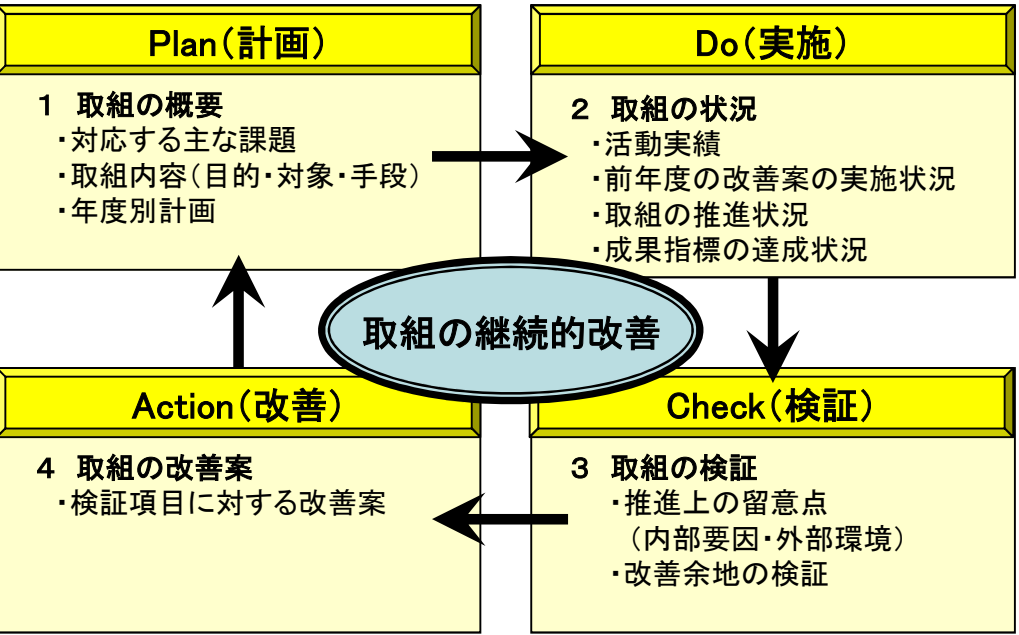 Plan(計画)
1 取組の概要
・対応する主な課題
・取組内容(目的・対象・手段)
・年度別計画
Do(実施)
2 取組の状況
・活動実績
・前年度の改善案の実施状況
・取組の推進状況
・成果指標の達成状況
取組の継続的改善
Check(検証)
3 取組の検証
・推進上の留意点
(内部要因・外部環境)
・改善余地の検証
Action(改善)
4 取組の改善案
・検証項目に対する改善案